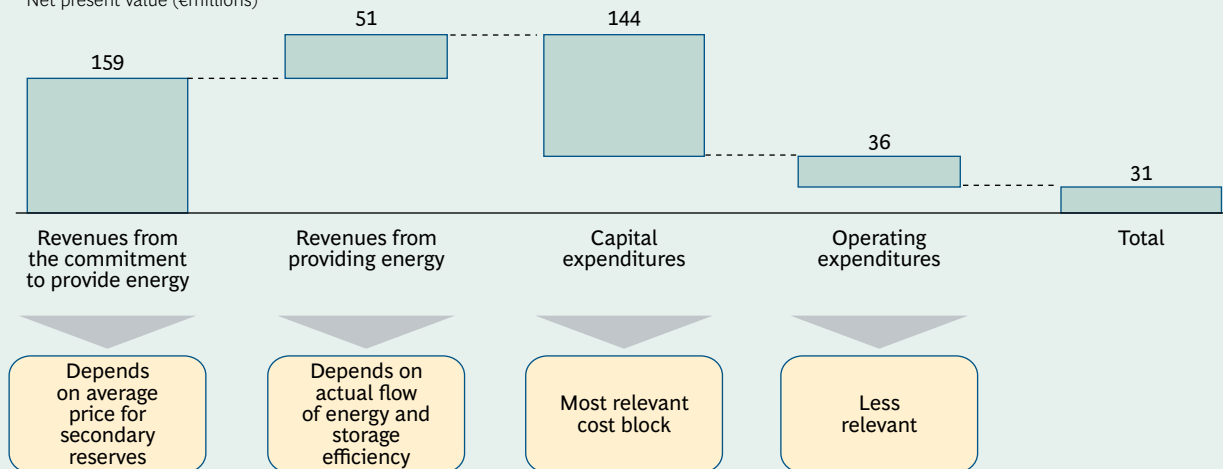 Net present value (€millions)
159
51
144
36
31
Revenues from
the commitment
to provide energy
Revenues from
providing energy
Capital
expenditures
Operating
expenditures
Total
Depends
on average
price for
secondary
reserves
Depends on
actual flow
of energy and
storage
efficiency
Most relevant
cost block
Less
relevant